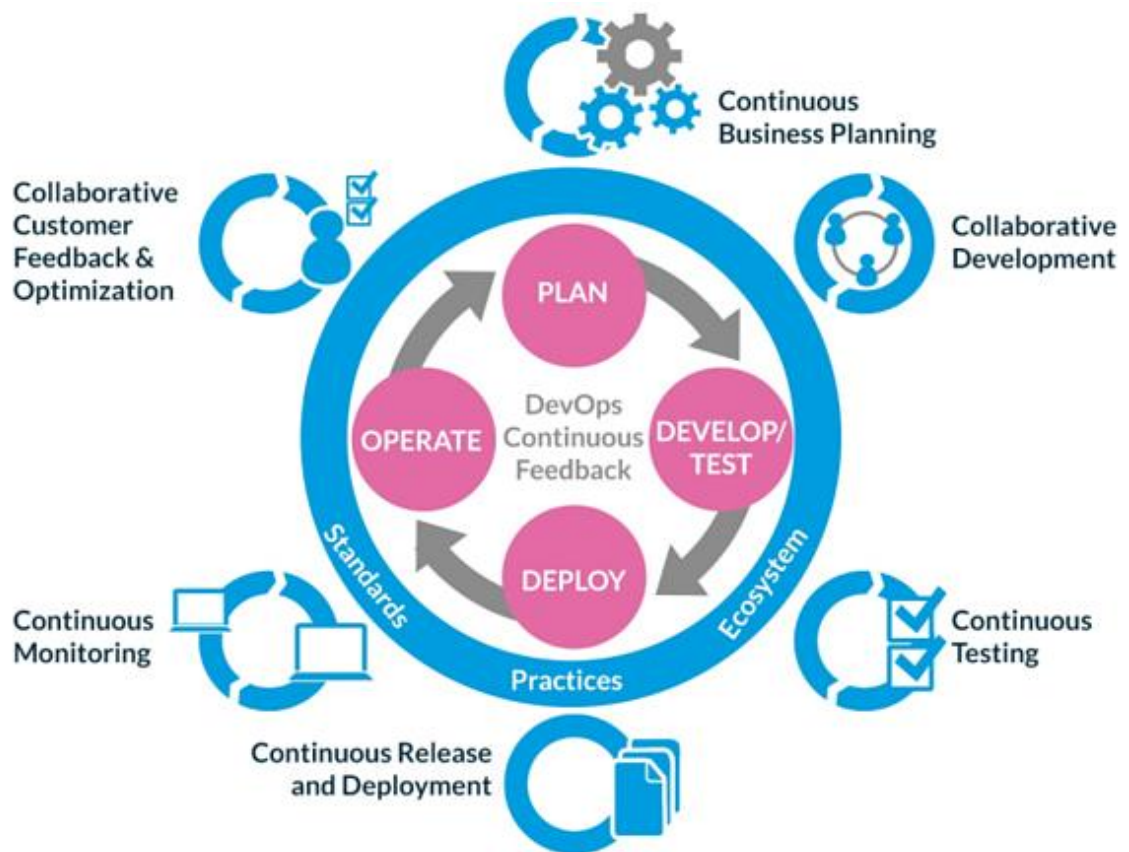 Continuous
Business Planning
Collaborative
Customer
Feedback &
Optimization
Collaborative
Development
PLAN
DevOps
Continuous
Feedback
OPERATE
DEVELOP/
TEST
DEPLOY
Standards
Practices
Ecosystem
Continuous
Monitoring
Continuous
Testing
Continuous Release
and Deployment